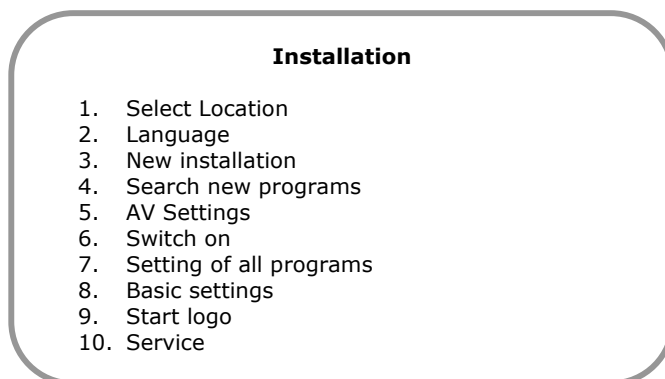 Installation
1. Select Location
2. Language
3. New installation
4. Search new programs
5. AV Settings
6. Switch on
7. Setting of all programs
8. Basic settings
9. Start logo
10. Service